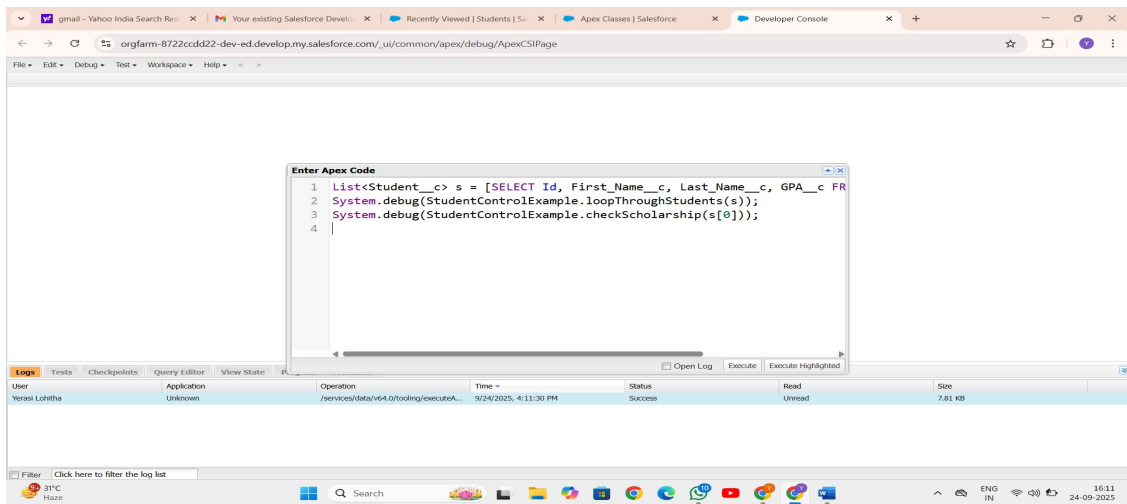 gmail - Yahoo India Search Res
Your existing Salesforce Develo
Recently Viewed | Students | Sa
Apex Classes | Salesforce
Developer Console
orgfarm-8722ccdd22-dev-ed.develop.my.salesforce.com/_ui/common/apex/debug/ApexCSIPage
Y
File Edit Debug Test Workspace Help < >
Enter Apex Code
1 List<Student__c> s = [SELECT Id, First_Name__c, Last_Name__c, GPA__c FR
2 System.debug(StudentControlExample.loopThroughStudents(s));
3 System.debug(StudentControlExample.checkScholarship(s[0]));
4
Open Log Execute Execute Highlighted
Logs Tests Checkpoints Query Editor View State
User Application Operation Time Status Read Size
Yerasi Lohitha Unknown /services/data/v64.0/tooling/executeA... 9/24/2025, 4:11:30 PM Success Unread 7.81 KB
Filter Click here to filter the log list
31°C
Haze
Search
ENG
IN
16:11
24-09-2025